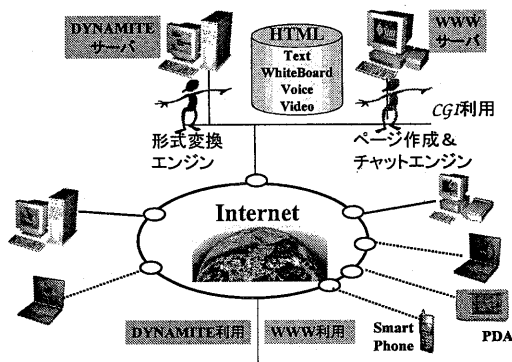 DYNAMITE
サーバ
HTML
Text
WhiteBoard
Voice
Video
WWW
サーバ
CGI利用
形式変換
エンジン
ページ作成&
チャットエンジン
Internet
DYNAMITE利用
WWW利用
Smart
Phone
PDA